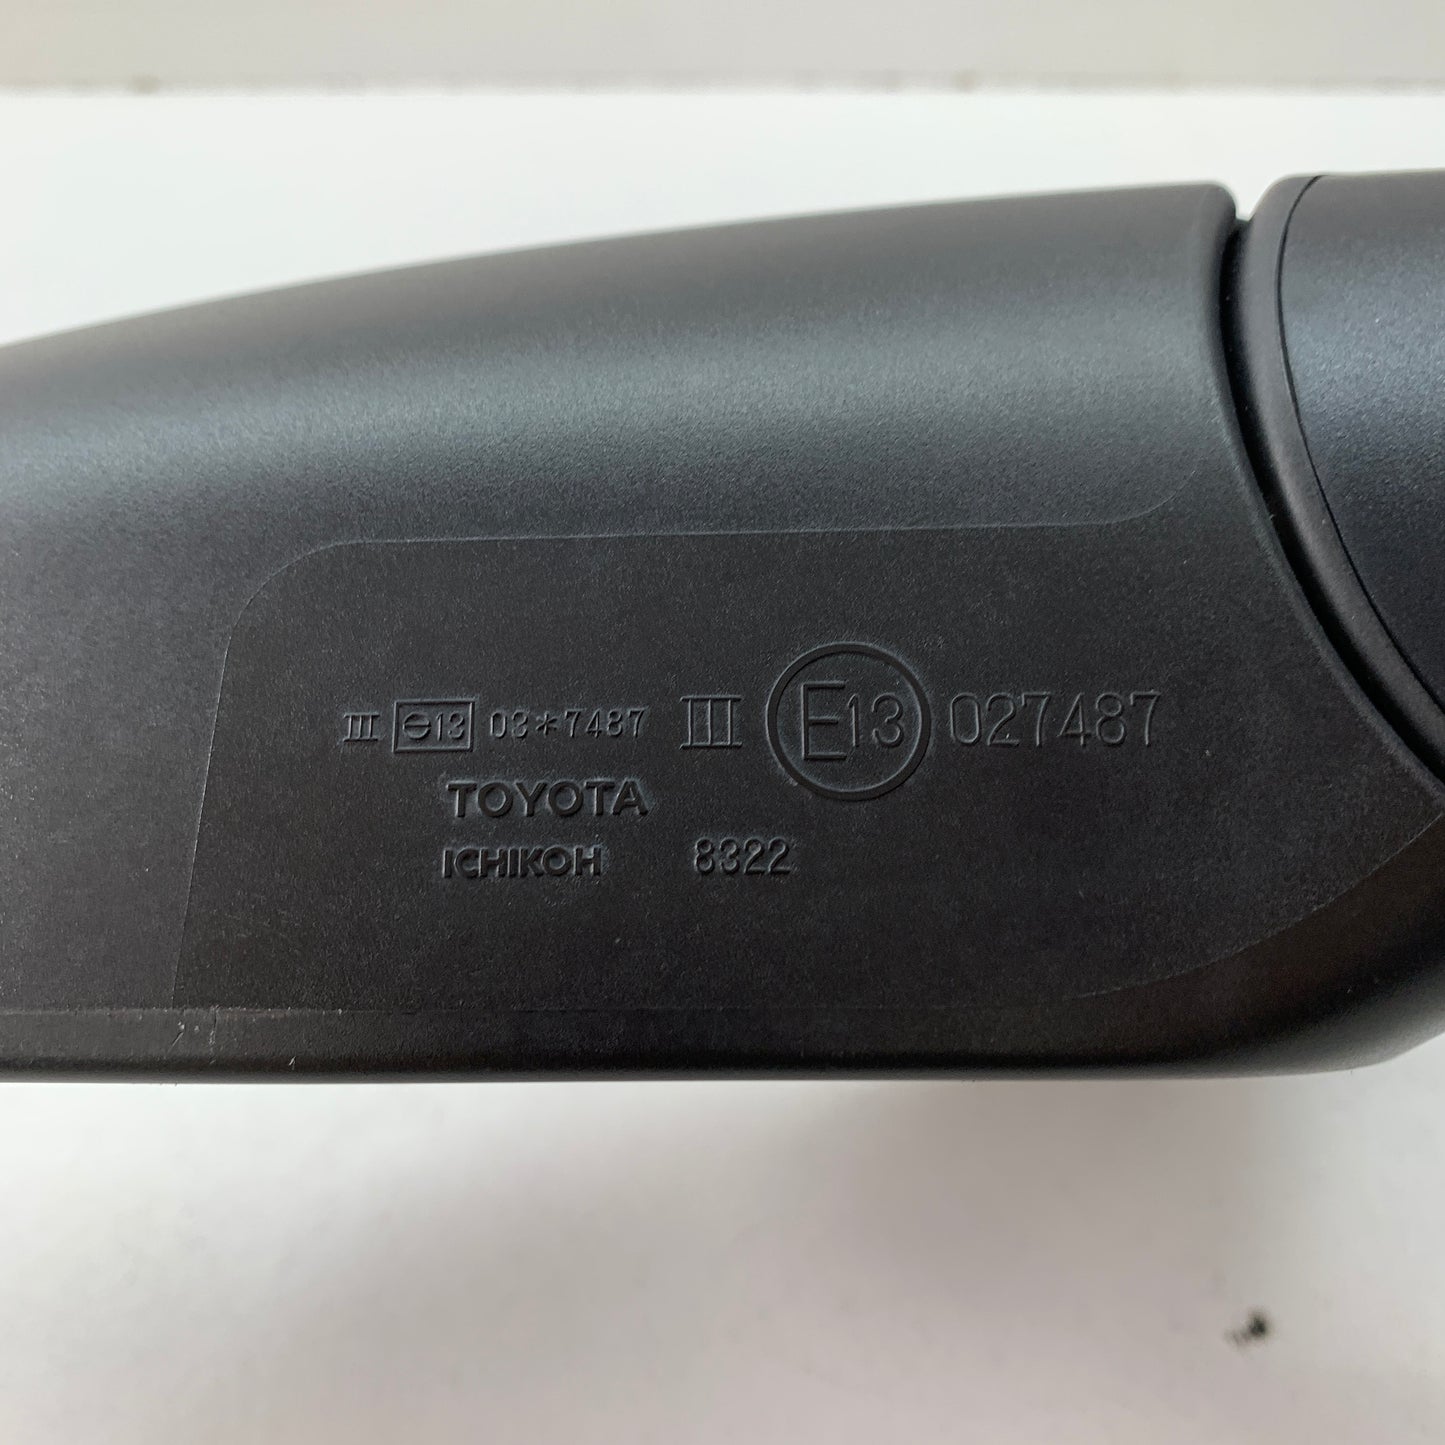 III e13 03*7487 III E13 027487
TOYOTA
ICHIKOH 8322